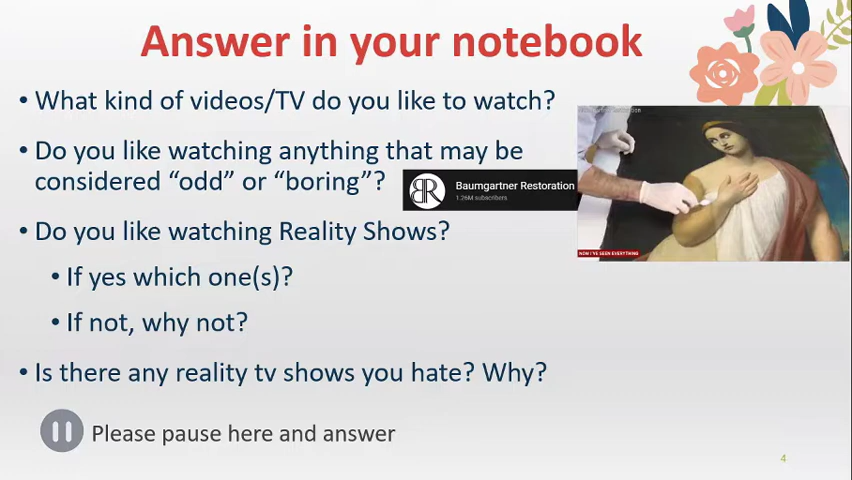 Answer in your notebook
• What kind of videos/TV do you like to watch?
• Do you like watching anything that may be
considered “odd” or “boring”?
BR
Baumgartner Restoration
1.26M subscribers
NOW I'VE SEEN EVERYTHING
• Do you like watching Reality Shows?
• If yes which one(s)?
• If not, why not?
• Is there any reality tv shows you hate? Why?
Please pause here and answer
4